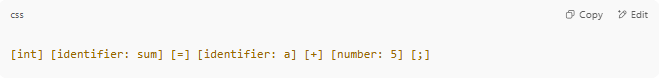 css Copy Edit
[int] [identifier: sum] [=] [identifier: a] [+] [number: 5] [;]